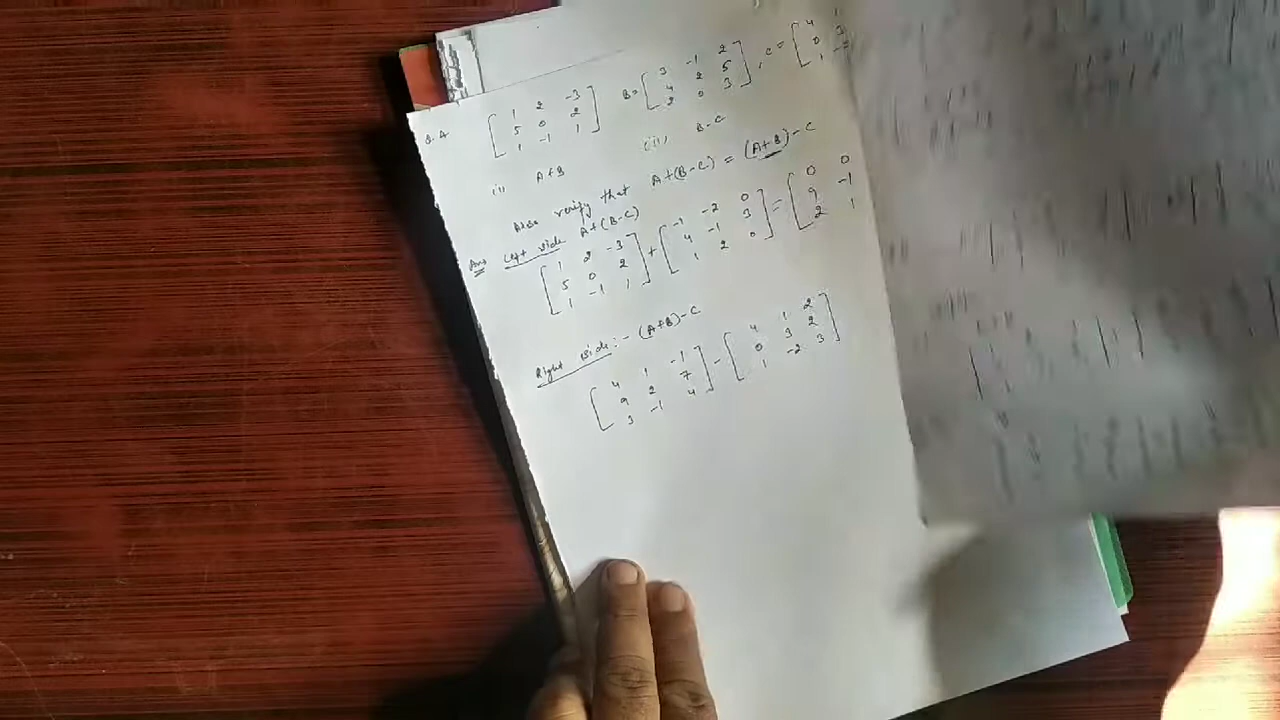 Q.4. [1 2 -3 B= [3 -1 2 , C= [4
5 0 2 4 2 5 0
1 -1 1] 2 0 3] 1
(i) A+B (ii) B-C
Also verify that A+(B-C) = (A+B)-C
Ans Left side A+(B-C)
[1 2 -3 + [-1 -2 0 = [0 0
5 0 2 4 -1 3 9 -1
1 -1 1] 1 2 0] 2 1
Right side:- (A+B)-C
[4 1 -1 - [4 1 2
9 2 7 0 3 2
3 -1 4] 1 -2 3]